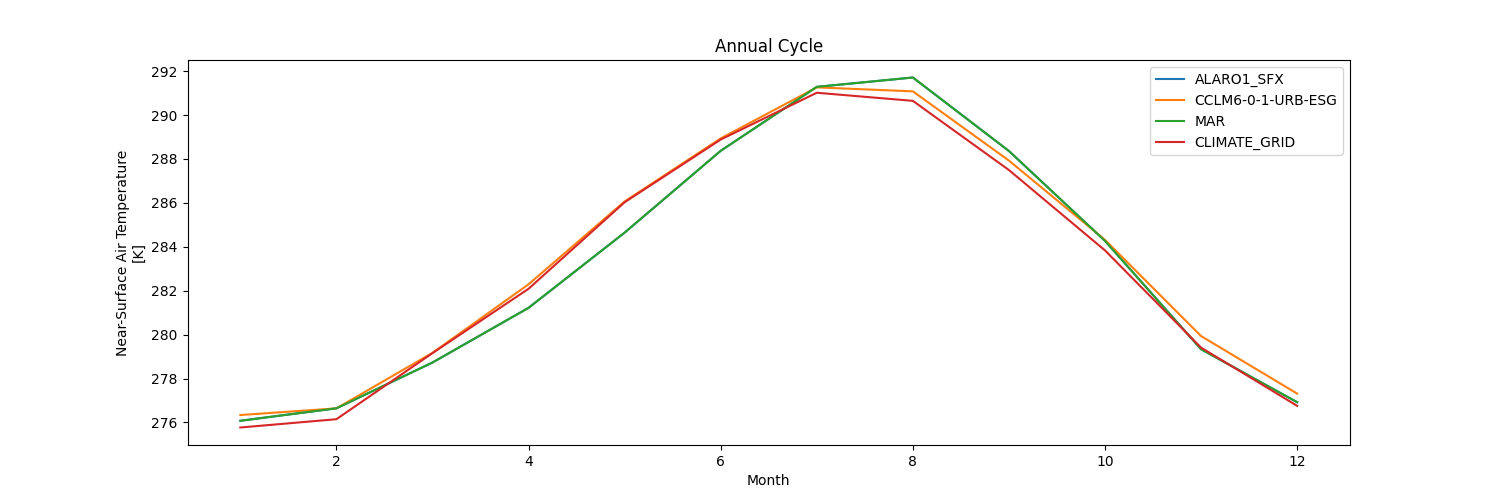 Annual Cycle
292
290
288
286
284
282
280
278
276
Near-Surface Air Temperature
[K]
2
4
6
8
10
12
Month
ALARO1_SFX
CCLM6-0-1-URB-ESG
MAR
CLIMATE_GRID